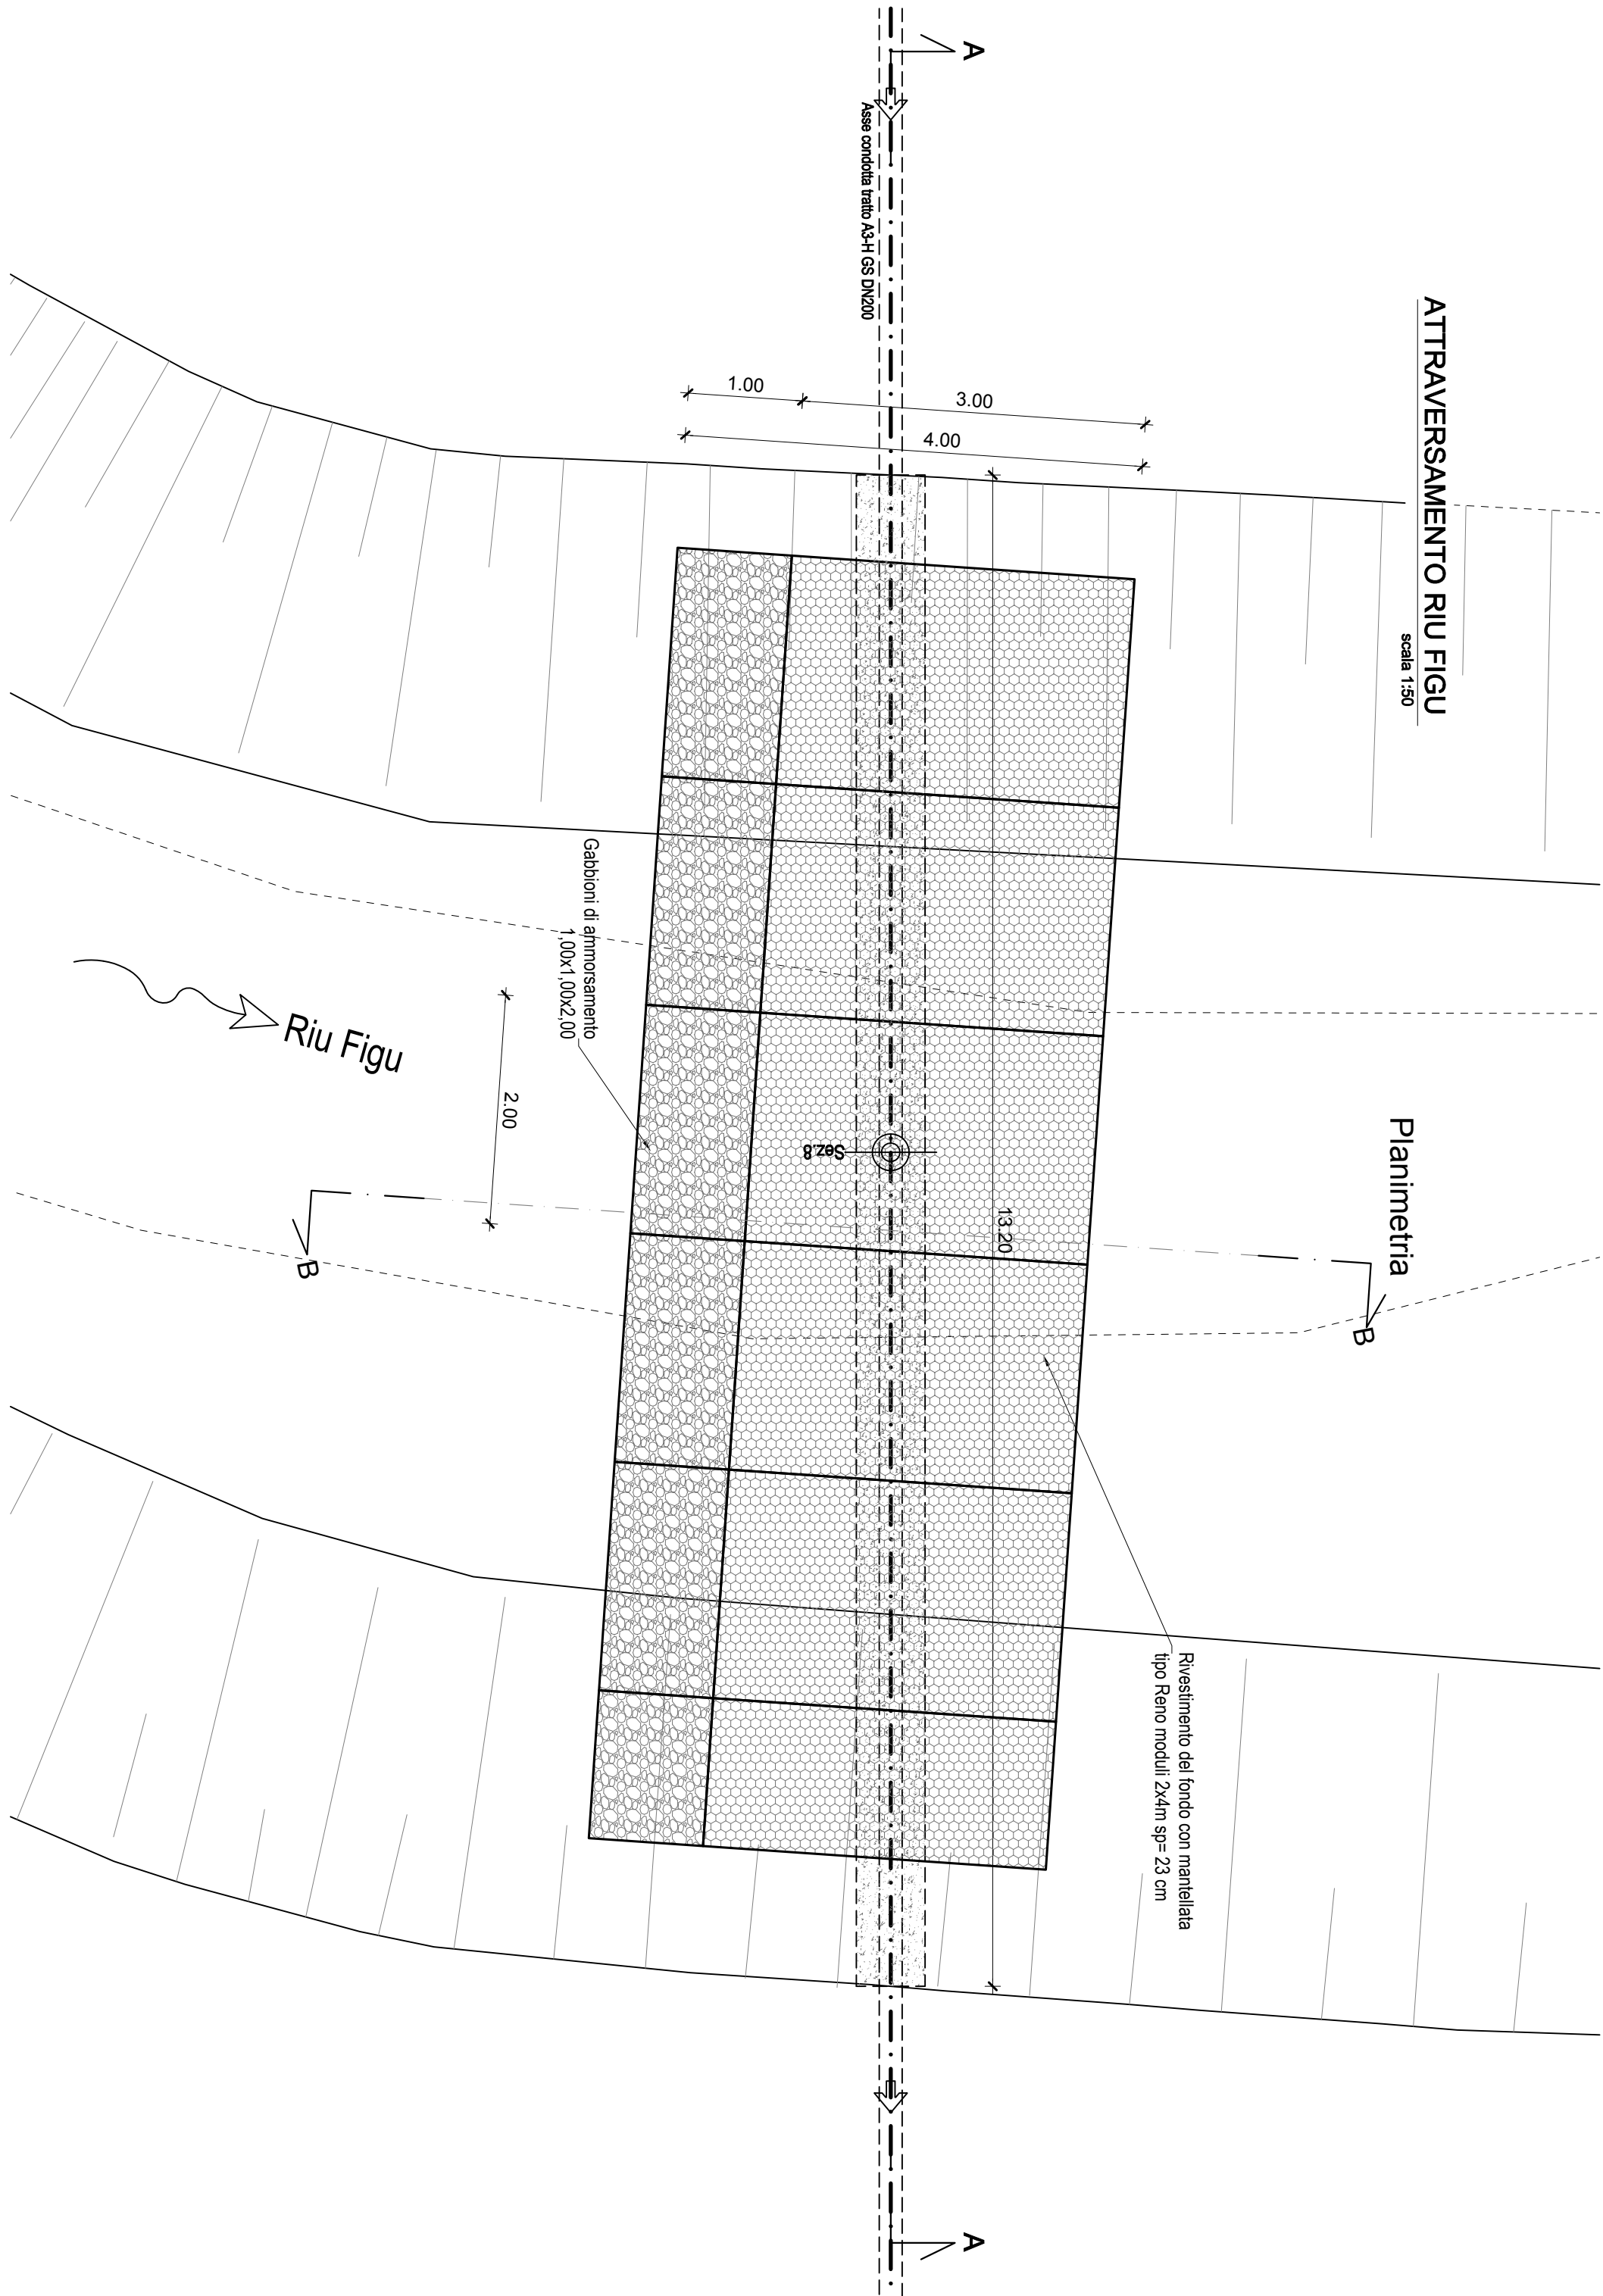 ATTRAVERSAMENTO RIU FIGU
scala 1:50
Planimetria
A
Asse condotta tratto A3-H GS DN200
1.00
3.00
4.00
13.20
Gabbioni di ammorsamento
1,00x1,00x2,00
Riu Figu
2.00
Sez.8
B
B
Rivestimento del fondo con mantellata
tipo Reno moduli 2x4m sp= 23 cm
A